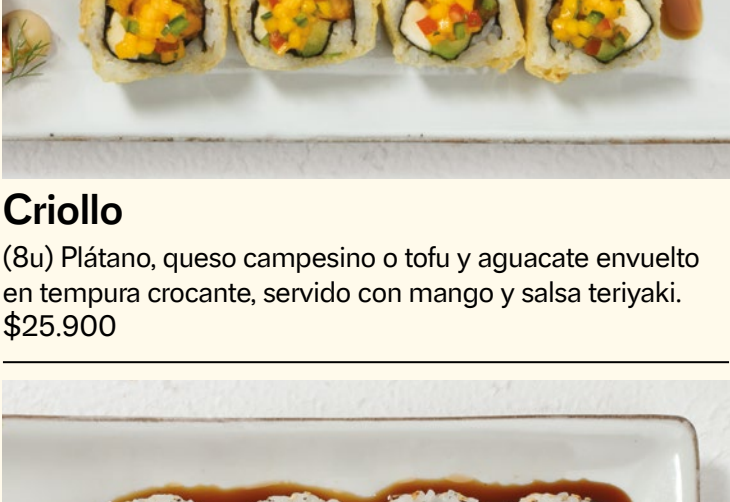 Criollo
(8u) Plátano, queso campesino o tofu y aguacate envuelto
en tempura crocante, servido con mango y salsa teriyaki.
$25.900